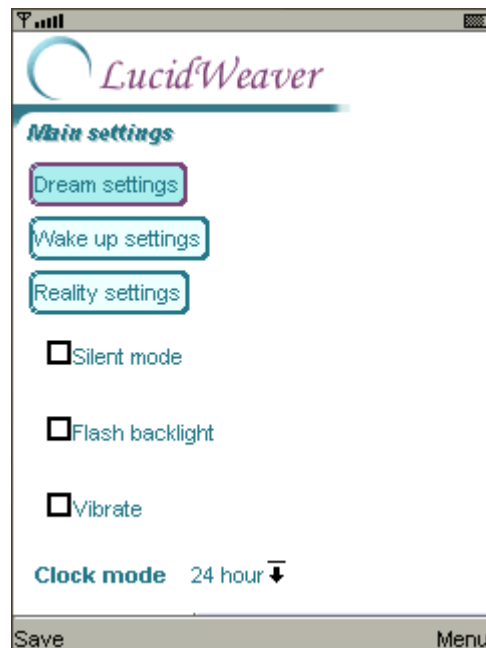 LucidWeaver
Main settings
Dream settings
Wake up settings
Reality settings
Silent mode
Flash backlight
Vibrate
Clock mode 24 hour
Save Menu